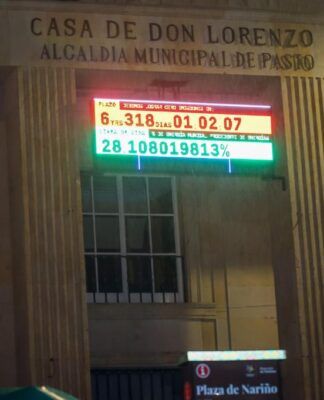 CASA DE DON LORENZO
ALCALDIA MUNICIPAL DE PASTO
PLAZO
6 YRS 318 DIAS 01 02 07
28 108019813%
Plaza de Nariño